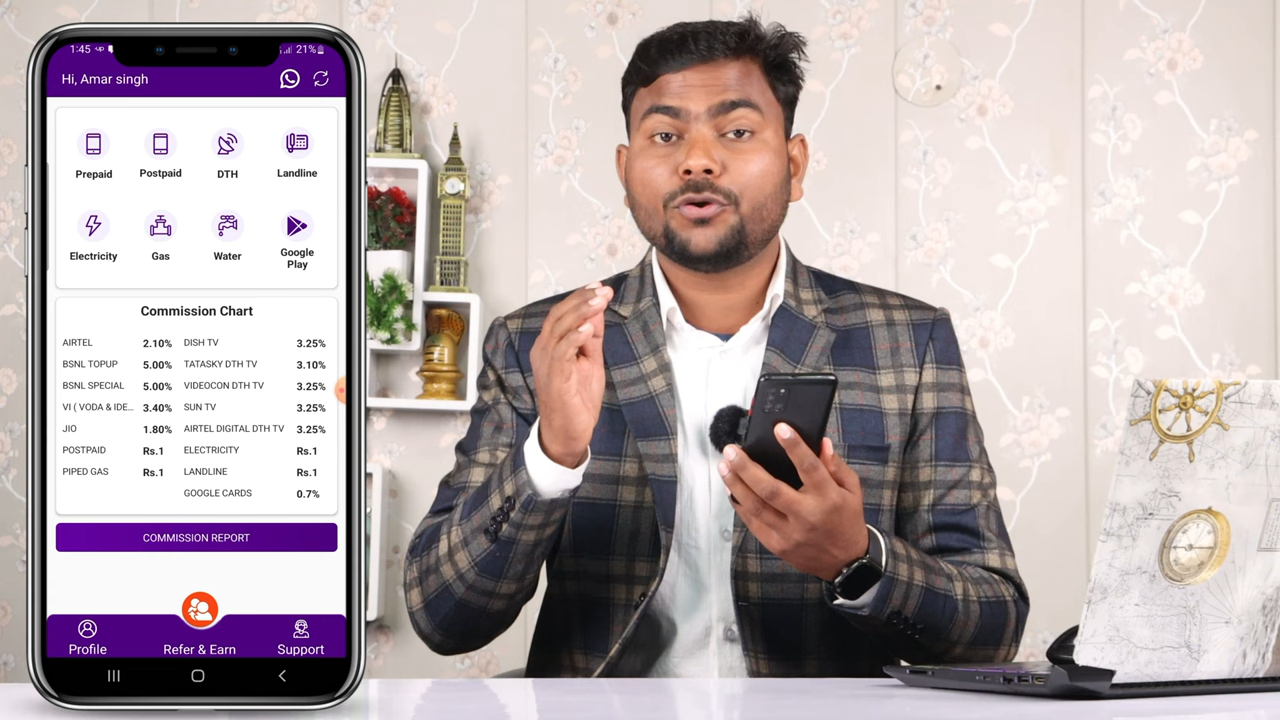 1:45
21%
Hi, Amar singh
Prepaid
Postpaid
DTH
Landline
Electricity
Gas
Water
Google
Play
Commission Chart
AIRTEL 2.10% DISH TV 3.25%
BSNL TOPUP 5.00% TATASKY DTH TV 3.10%
BSNL SPECIAL 5.00% VIDEOCON DTH TV 3.25%
VI ( VODA & IDE... 3.40% SUN TV 3.25%
JIO 1.80% AIRTEL DIGITAL DTH TV 3.25%
POSTPAID Rs.1 ELECTRICITY Rs.1
PIPED GAS Rs.1 LANDLINE Rs.1
GOOGLE CARDS 0.7%
COMMISSION REPORT
Profile
Refer & Earn
Support